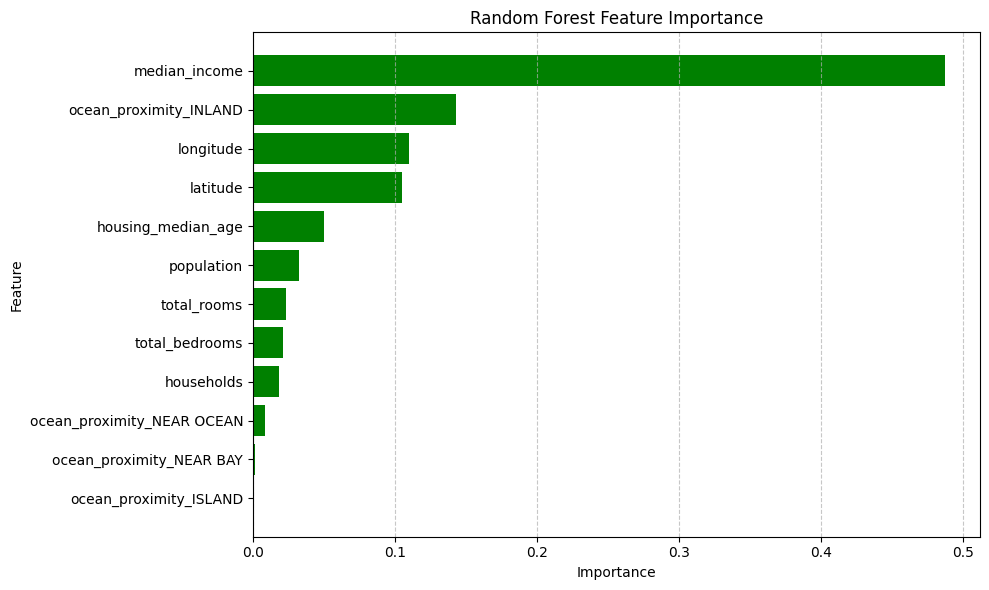 Random Forest Feature Importance
Feature
median_income
ocean_proximity_INLAND
longitude
latitude
housing_median_age
population
total_rooms
total_bedrooms
households
ocean_proximity_NEAR OCEAN
ocean_proximity_NEAR BAY
ocean_proximity_ISLAND
0.0 0.1 0.2 0.3 0.4 0.5
Importance